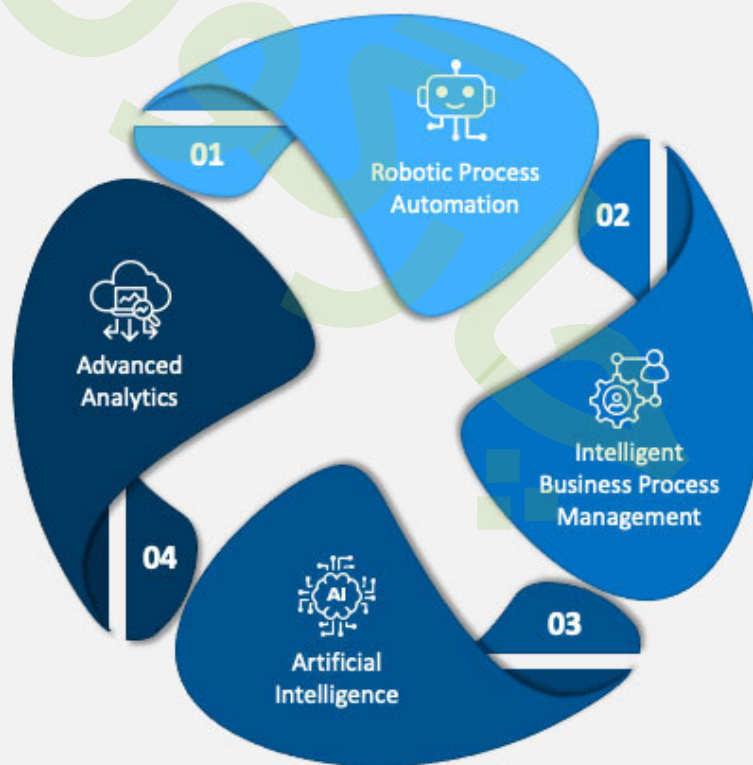 01
Robotic Process
Automation
02
Intelligent
Business Process
Management
03
AI
Artificial
Intelligence
04
Advanced
Analytics